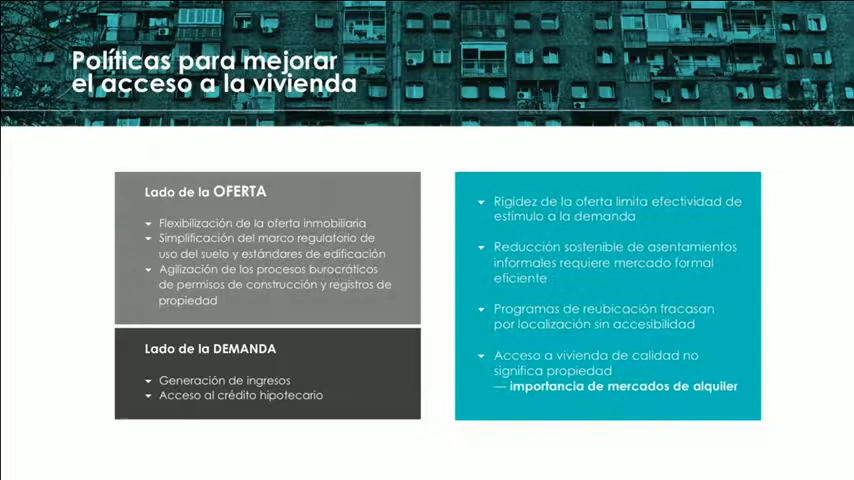 Políticas para mejorar
el acceso a la vivienda
Lado de la OFERTA
Flexibilización de la oferta inmobiliaria
Simplificación del marco regulatorio de
uso del suelo y estándares de edificación
Agilización de los procesos burocráticos
de permisos de construcción y registros de
propiedad
Lado de la DEMANDA
Generación de ingresos
Acceso al crédito hipotecario
Rigidez de la oferta limita efectividad de
estímulo a la demanda
Reducción sostenible de asentamientos
informales requiere mercado formal
eficiente
Programas de reubicación fracasan
por localización sin accesibilidad
Acceso a vivienda de calidad no
significa propiedad
— importancia de mercados de alquiler